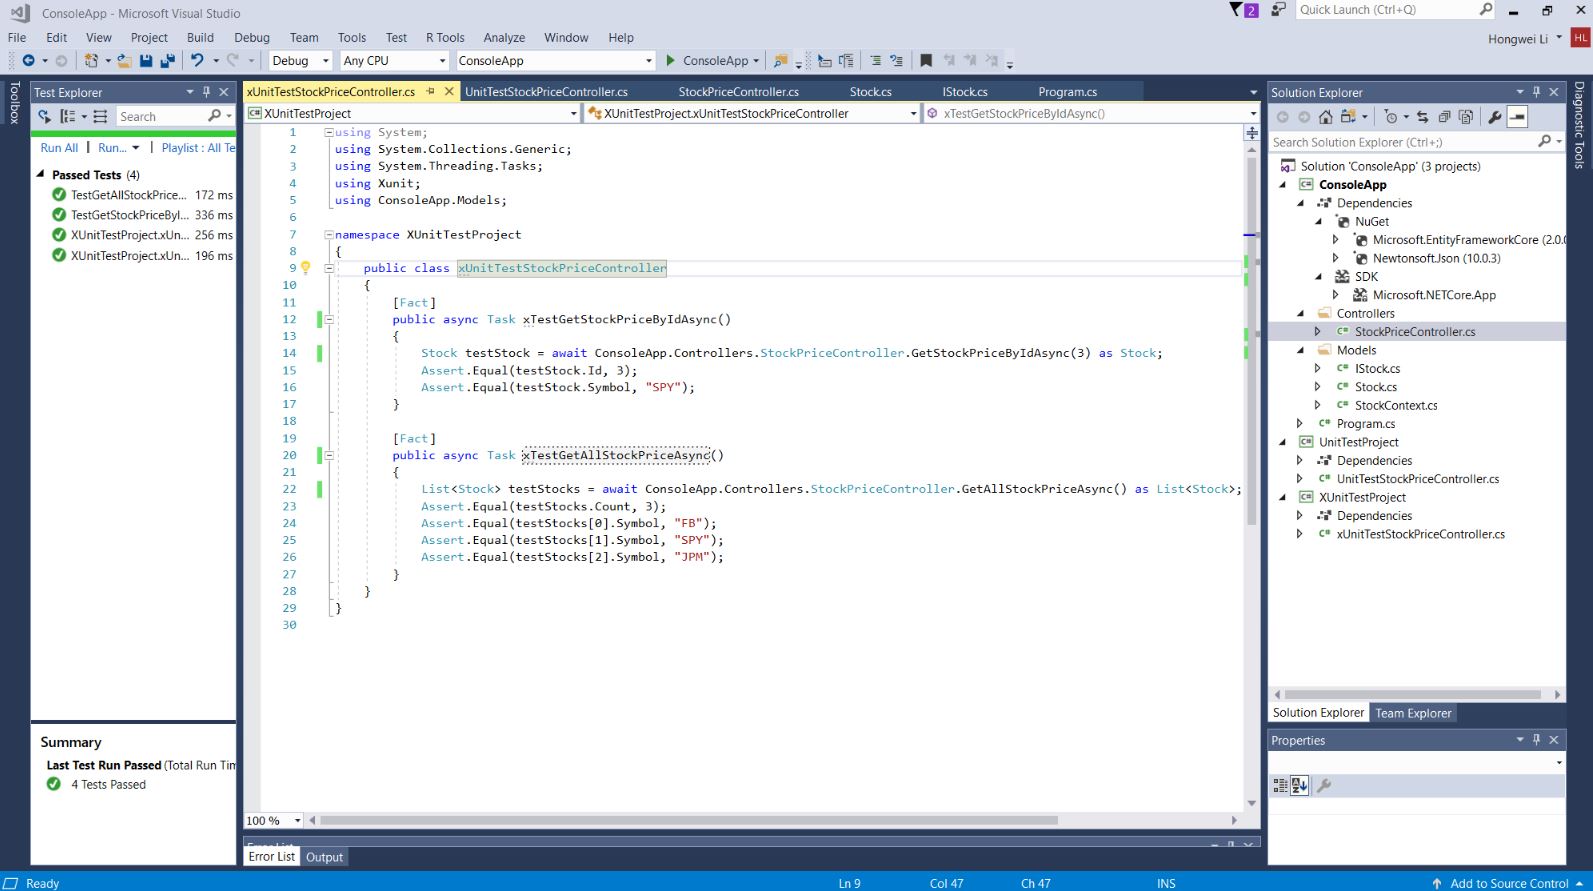 ConsoleApp - Microsoft Visual Studio
2
Quick Launch (Ctrl+Q)
File Edit View Project Build Debug Team Tools Test R Tools Analyze Window Help
Hongwei Li HL
Debug Any CPU ConsoleApp ConsoleApp
Toolbox
Test Explorer
Search
Run All | Run... | Playlist : All Te
Passed Tests (4)
TestGetAllStockPrice... 172 ms
TestGetStockPriceByI... 336 ms
XUnitTestProject.xUn... 256 ms
XUnitTestProject.xUn... 196 ms
Summary
Last Test Run Passed (Total Run Tim
4 Tests Passed
xUnitTestStockPriceController.cs UnitTestStockPriceController.cs StockPriceController.cs Stock.cs IStock.cs Program.cs
XUnitTestProject XUnitTestProject.xUnitTestStockPriceController xTestGetStockPriceByIdAsync()
1 using System;
2 using System.Collections.Generic;
3 using System.Threading.Tasks;
4 using Xunit;
5 using ConsoleApp.Models;
6
7 namespace XUnitTestProject
8 {
9 public class xUnitTestStockPriceController
10 {
11 [Fact]
12 public async Task xTestGetStockPriceByIdAsync()
13 {
14 Stock testStock = await ConsoleApp.Controllers.StockPriceController.GetStockPriceByIdAsync(3) as Stock;
15 Assert.Equal(testStock.Id, 3);
16 Assert.Equal(testStock.Symbol, "SPY");
17 }
18
19 [Fact]
20 public async Task xTestGetAllStockPriceAsync()
21 {
22 List<Stock> testStocks = await ConsoleApp.Controllers.StockPriceController.GetAllStockPriceAsync() as List<Stock>;
23 Assert.Equal(testStocks.Count, 3);
24 Assert.Equal(testStocks[0].Symbol, "FB");
25 Assert.Equal(testStocks[1].Symbol, "SPY");
26 Assert.Equal(testStocks[2].Symbol, "JPM");
27 }
28 }
29 }
30
100 %
Error List
Error List Output
Solution Explorer
Search Solution Explorer (Ctrl+;)
Solution 'ConsoleApp' (3 projects)
C# ConsoleApp
Dependencies
NuGet
Microsoft.EntityFrameworkCore (2.0.0
Newtonsoft.Json (10.0.3)
SDK
Microsoft.NETCore.App
Controllers
C# StockPriceController.cs
Models
C# IStock.cs
C# Stock.cs
C# StockContext.cs
C# Program.cs
C# UnitTestProject
Dependencies
C# UnitTestStockPriceController.cs
C# XUnitTestProject
Dependencies
C# xUnitTestStockPriceController.cs
Solution Explorer Team Explorer
Properties
Diagnostic Tools
Ready Ln 9 Col 47 Ch 47 INS Add to Source Control